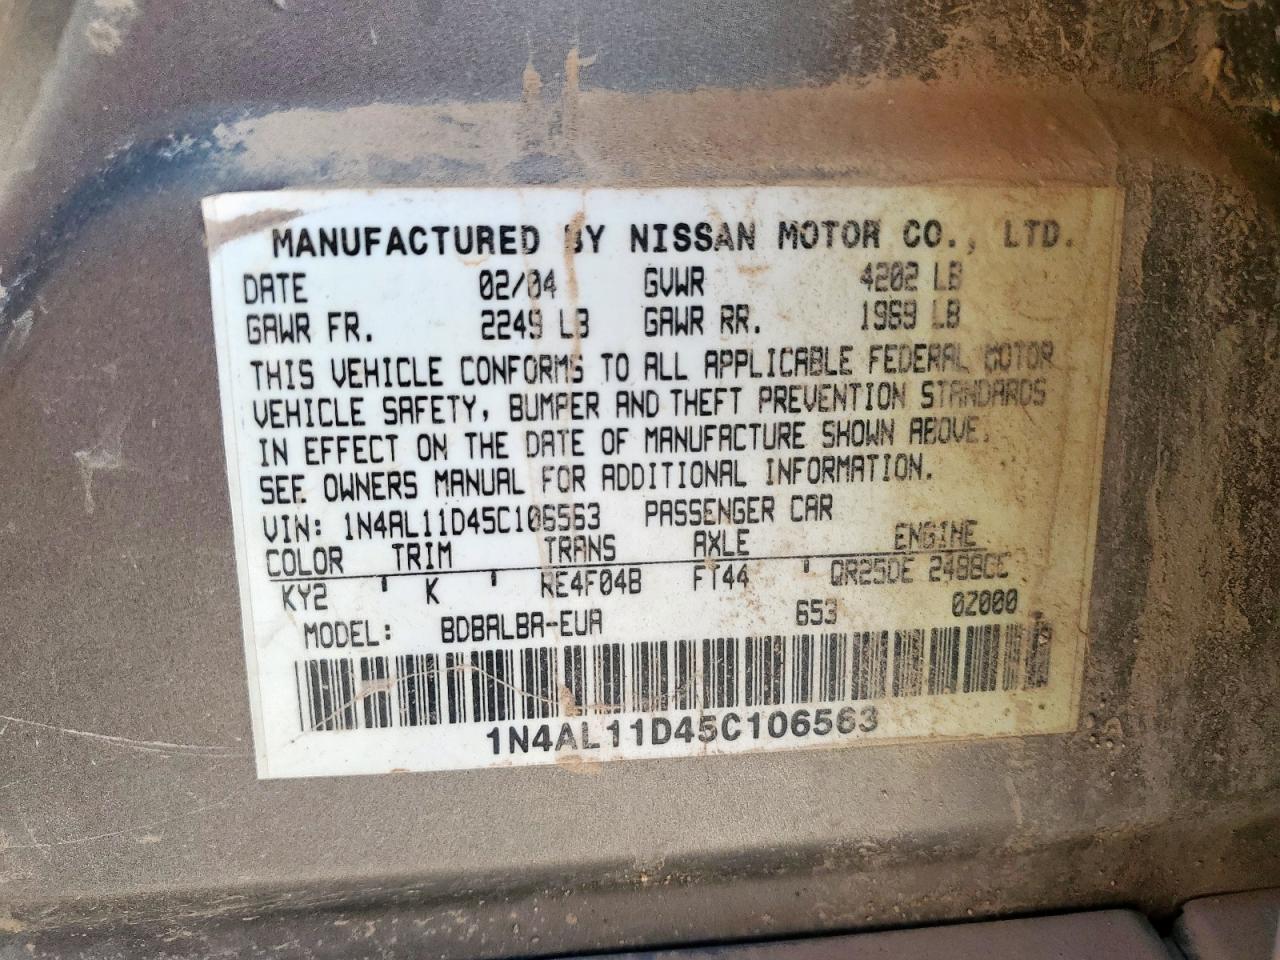 MANUFACTURED BY NISSAN MOTOR CO., LTD.
DATE 02/04 GVWR 4202 LB
GAWR FR. 2249 LB GAWR RR. 1969 LB
THIS VEHICLE CONFORMS TO ALL APPLICABLE FEDERAL MOTOR
VEHICLE SAFETY, BUMPER AND THEFT PREVENTION STANDARDS
IN EFFECT ON THE DATE OF MANUFACTURE SHOWN ABOVE.
SEE OWNERS MANUAL FOR ADDITIONAL INFORMATION.
VIN: 1N4AL11D45C106563 PASSENGER CAR
COLOR TRIM TRANS AXLE ENGINE
KY2 ' K ' RE4F04B FT44 ' QR25DE 2488CC
MODEL: BDBALBA-EUA 653 02000
1N4AL11D45C106563